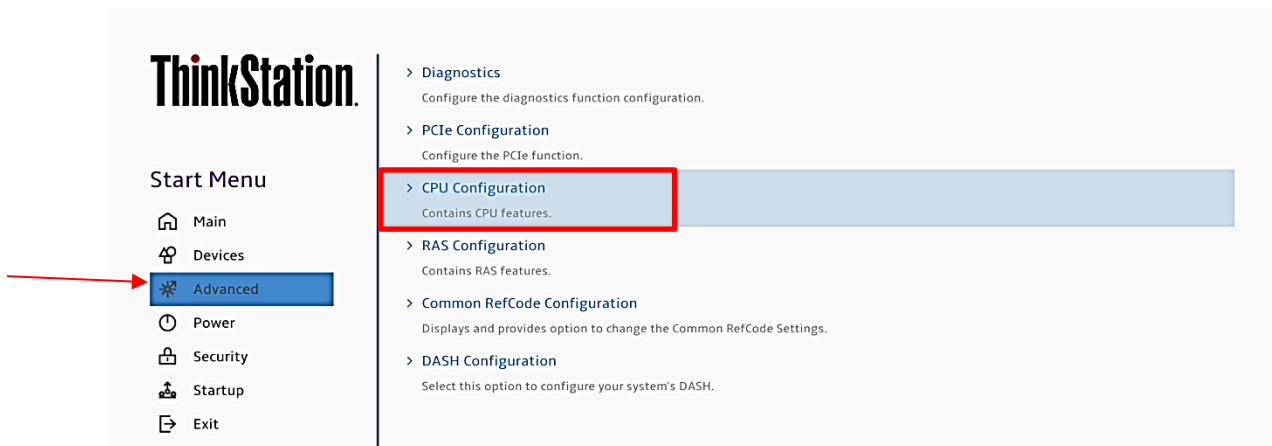 ThinkStation.
Start Menu
Main
Devices
Advanced
Power
Security
Startup
Exit
> Diagnostics
Configure the diagnostics function configuration.
> PCIe Configuration
Configure the PCIe function.
> CPU Configuration
Contains CPU features.
> RAS Configuration
Contains RAS features.
> Common RefCode Configuration
Displays and provides option to change the Common RefCode Settings.
> DASH Configuration
Select this option to configure your system's DASH.